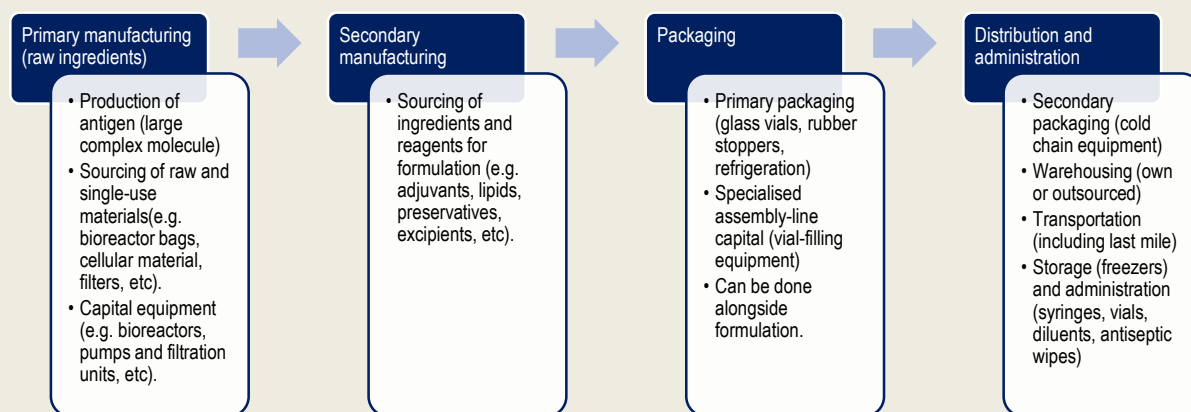 Primary manufacturing
(raw ingredients)
• Production of
antigen (large
complex molecule)
• Sourcing of raw and
single-use
materials(e.g.
bioreactor bags,
cellular material,
filters, etc).
• Capital equipment
(e.g. bioreactors,
pumps and filtration
units, etc).
Secondary
manufacturing
• Sourcing of
ingredients and
reagents for
formulation (e.g.
adjuvants, lipids,
preservatives,
excipients, etc).
Packaging
• Primary packaging
(glass vials, rubber
stoppers,
refrigeration)
• Specialised
assembly-line
capital (vial-filling
equipment)
• Can be done
alongside
formulation.
Distribution and
administration
• Secondary
packaging (cold
chain equipment)
• Warehousing (own
or outsourced)
• Transportation
(including last mile)
• Storage (freezers)
and administration
(syringes, vials,
diluents, antiseptic
wipes)